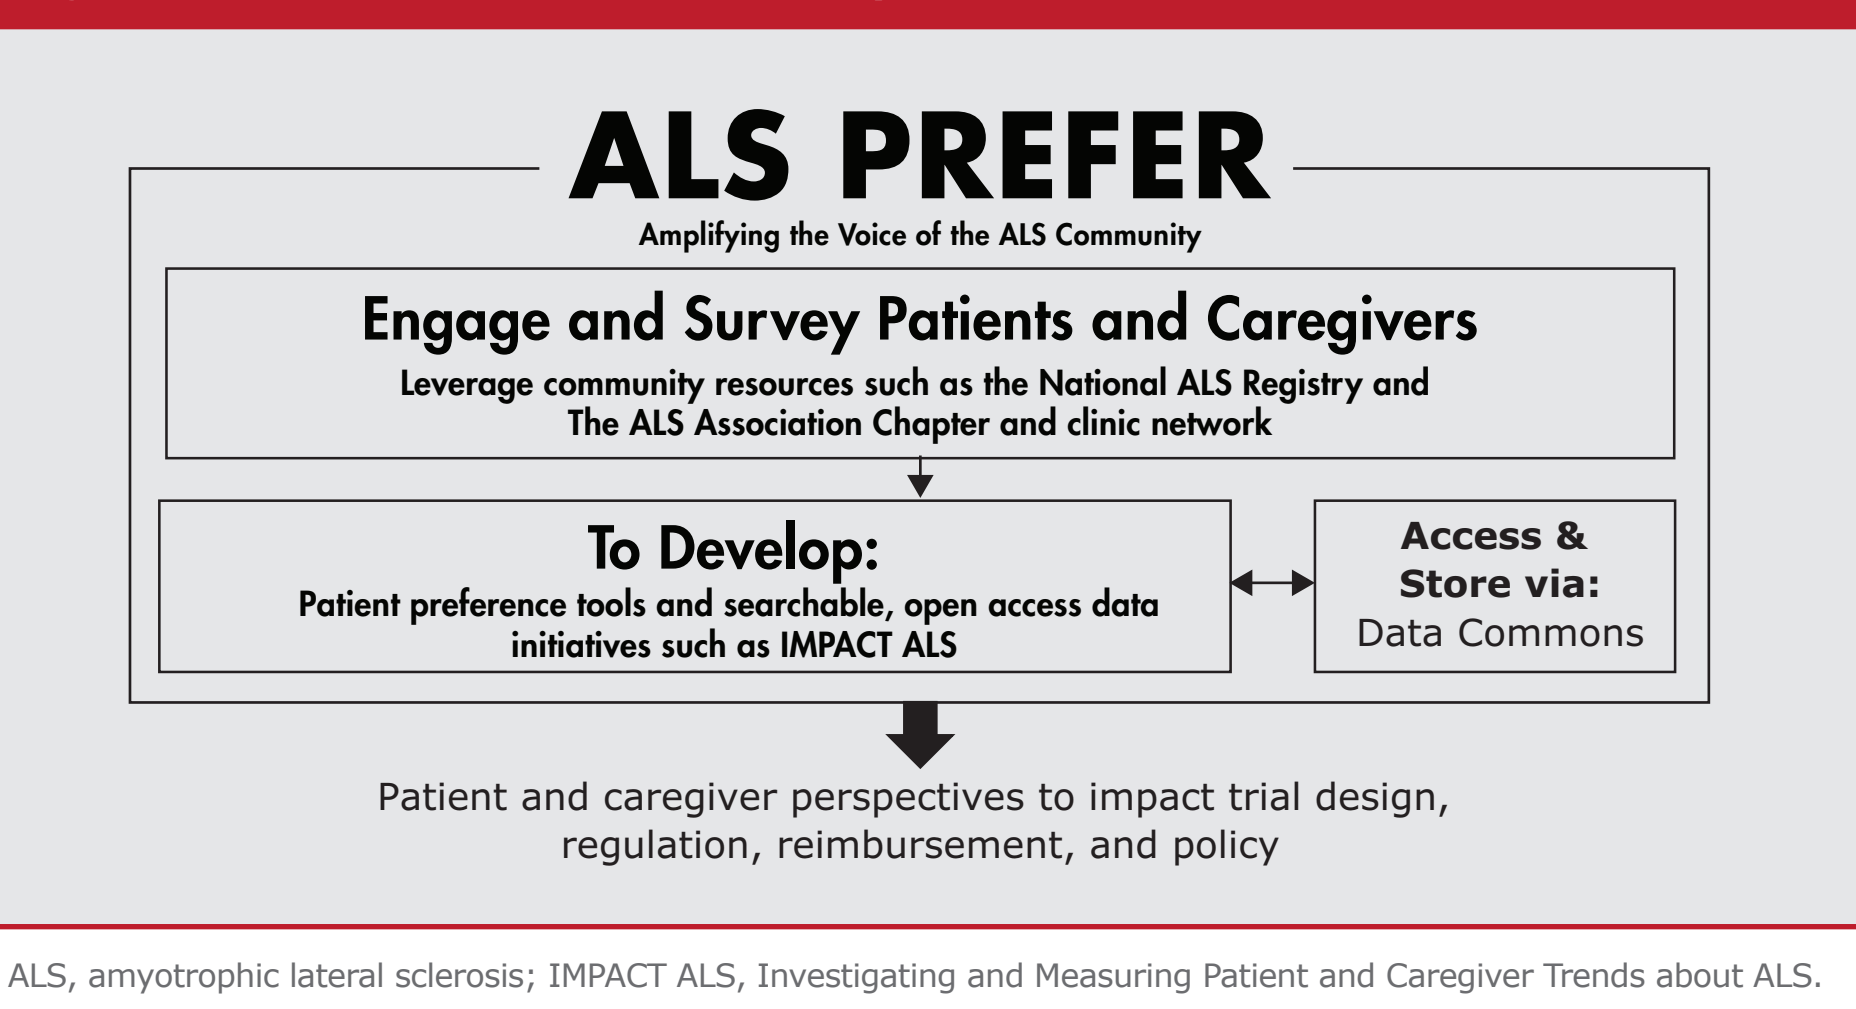 ALS PREFER
Amplifying the Voice of the ALS Community
Engage and Survey Patients and Caregivers
Leverage community resources such as the National ALS Registry and
The ALS Association Chapter and clinic network
To Develop:
Patient preference tools and searchable, open access data
initiatives such as IMPACT ALS
Access &
Store via:
Data Commons
Patient and caregiver perspectives to impact trial design,
regulation, reimbursement, and policy
ALS, amyotrophic lateral sclerosis; IMPACT ALS, Investigating and Measuring Patient and Caregiver Trends about ALS.